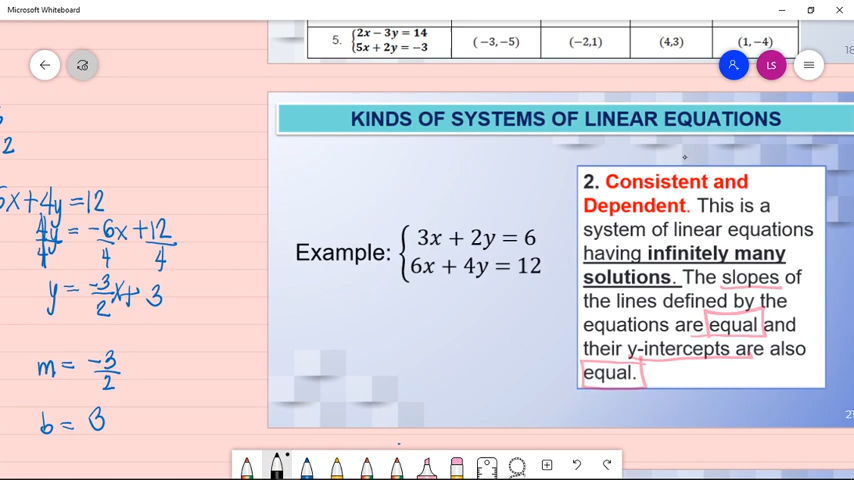 Microsoft Whiteboard
5. {2x − 3y = 14
5x + 2y = −3
(−3, −5)
(−2,1)
(4,3)
(1, −4)
18
LS
KINDS OF SYSTEMS OF LINEAR EQUATIONS
2
x+4y=12
4y = -6x+12
4 4 4
y = -3/2 x + 3
m = -3/2
b = 3
Example: {3x + 2y = 6
6x + 4y = 12
2. Consistent and
Dependent. This is a
system of linear equations
having infinitely many
solutions. The slopes of
the lines defined by the
equations are equal and
their y-intercepts are also
equal.
21